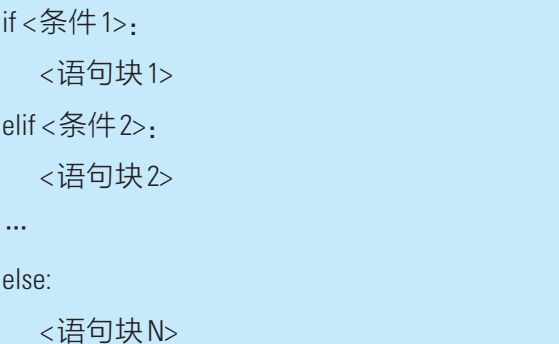 if <条件1>：
<语句块1>
elif <条件2>：
<语句块2>
…
else:
<语句块N>